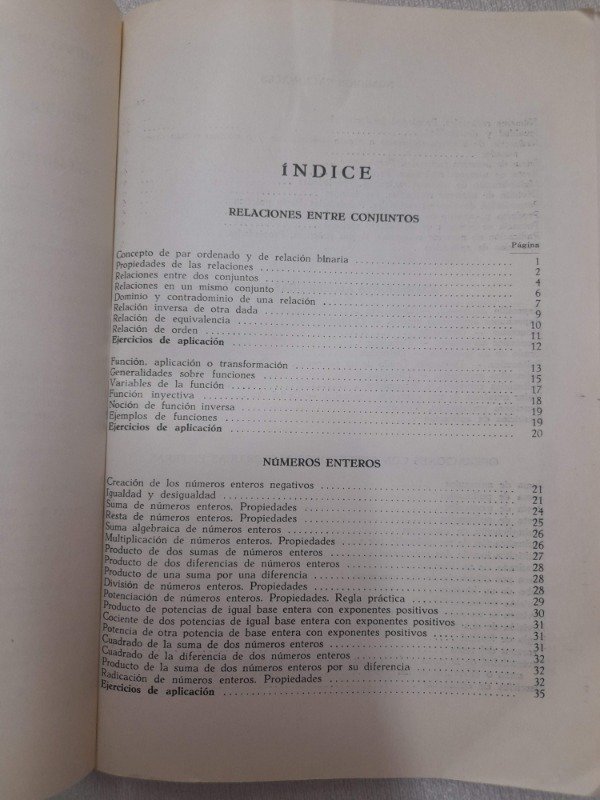 ÍNDICE
RELACIONES ENTRE CONJUNTOS
Página
Concepto de par ordenado y de relación binaria ........ 1
Propiedades de las relaciones ........ 2
Relaciones entre dos conjuntos ........ 4
Relaciones en un mismo conjunto ........ 6
Dominio y contradominio de una relación ........ 7
Relación inversa de otra dada ........ 9
Relación de equivalencia ........ 10
Relación de orden ........ 11
Ejercicios de aplicación ........ 12
Función, aplicación o transformación ........ 13
Generalidades sobre funciones ........ 15
Variables de la función ........ 17
Función inyectiva ........ 18
Noción de función inversa ........ 19
Ejemplos de funciones ........ 19
Ejercicios de aplicación ........ 20
NÚMEROS ENTEROS
Creación de los números enteros negativos ........ 21
Igualdad y desigualdad ........ 21
Suma de números enteros. Propiedades ........ 24
Resta de números enteros. Propiedades ........ 25
Suma algebraica de números enteros ........ 26
Multiplicación de números enteros. Propiedades ........ 26
Producto de dos sumas de números enteros ........ 27
Producto de dos diferencias de números enteros ........ 28
Producto de una suma por una diferencia ........ 28
División de números enteros. Propiedades ........ 28
Potenciación de números enteros. Propiedades. Regla práctica ........ 29
Producto de potencias de igual base entera con exponentes positivos ........ 30
Cociente de dos potencias de igual base entera con exponentes positivos ........ 31
Potencia de otra potencia de base entera con exponentes positivos ........ 31
Cuadrado de la suma de dos números enteros ........ 31
Cuadrado de la diferencia de dos números enteros ........ 32
Producto de la suma de dos números enteros por su diferencia ........ 32
Radicación de números enteros. Propiedades ........ 32
Ejercicios de aplicación ........ 35